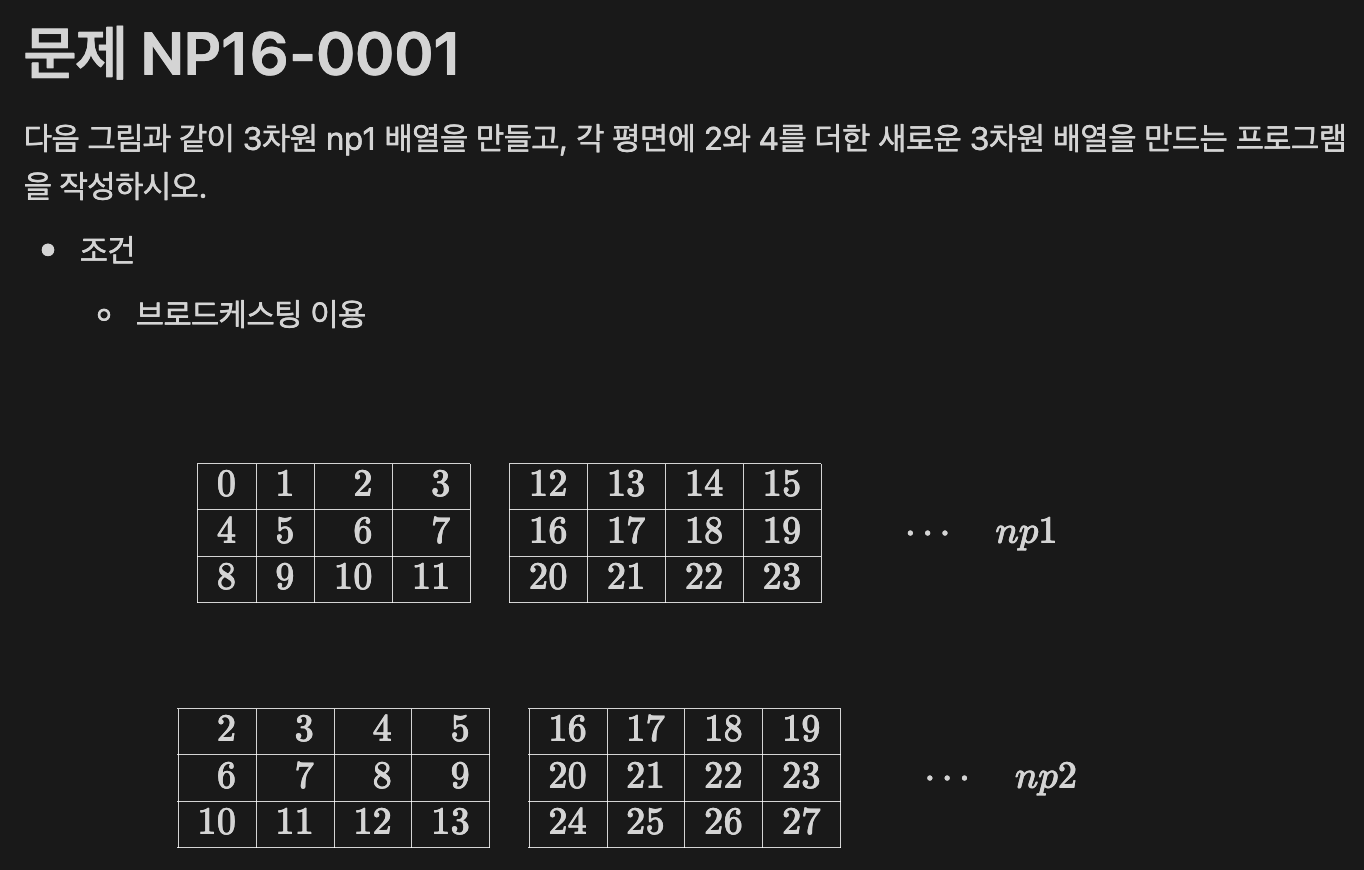 문제 NP16-0001
다음 그림과 같이 3차원 np1 배열을 만들고, 각 평면에 2와 4를 더한 새로운 3차원 배열을 만드는 프로그램
을 작성하시오.
• 조건
◦ 브로드케스팅 이용
0 1 2 3 12 13 14 15
4 5 6 7 16 17 18 19 ⋯ np1
8 9 10 11 20 21 22 23
2 3 4 5 16 17 18 19
6 7 8 9 20 21 22 23 ⋯ np2
10 11 12 13 24 25 26 27